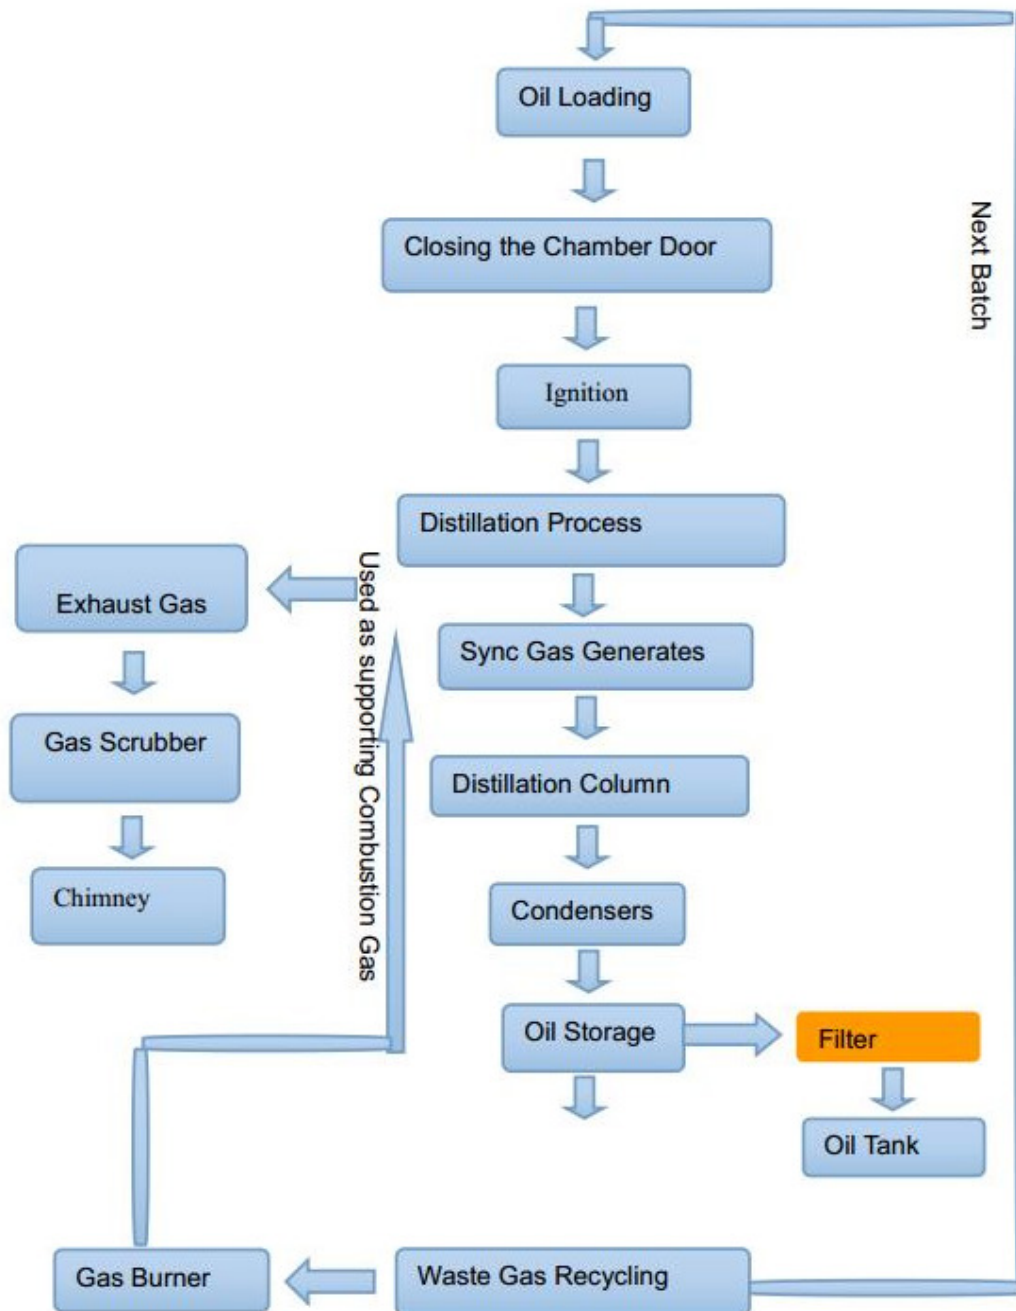 Oil Loading
Closing the Chamber Door
Next Batch
Ignition
Distillation Process
Exhaust Gas
Used as supporting Combustion Gas
Sync Gas Generates
Gas Scrubber
Distillation Column
Chimney
Condensers
Oil Storage
Filter
Oil Tank
Gas Burner
Waste Gas Recycling